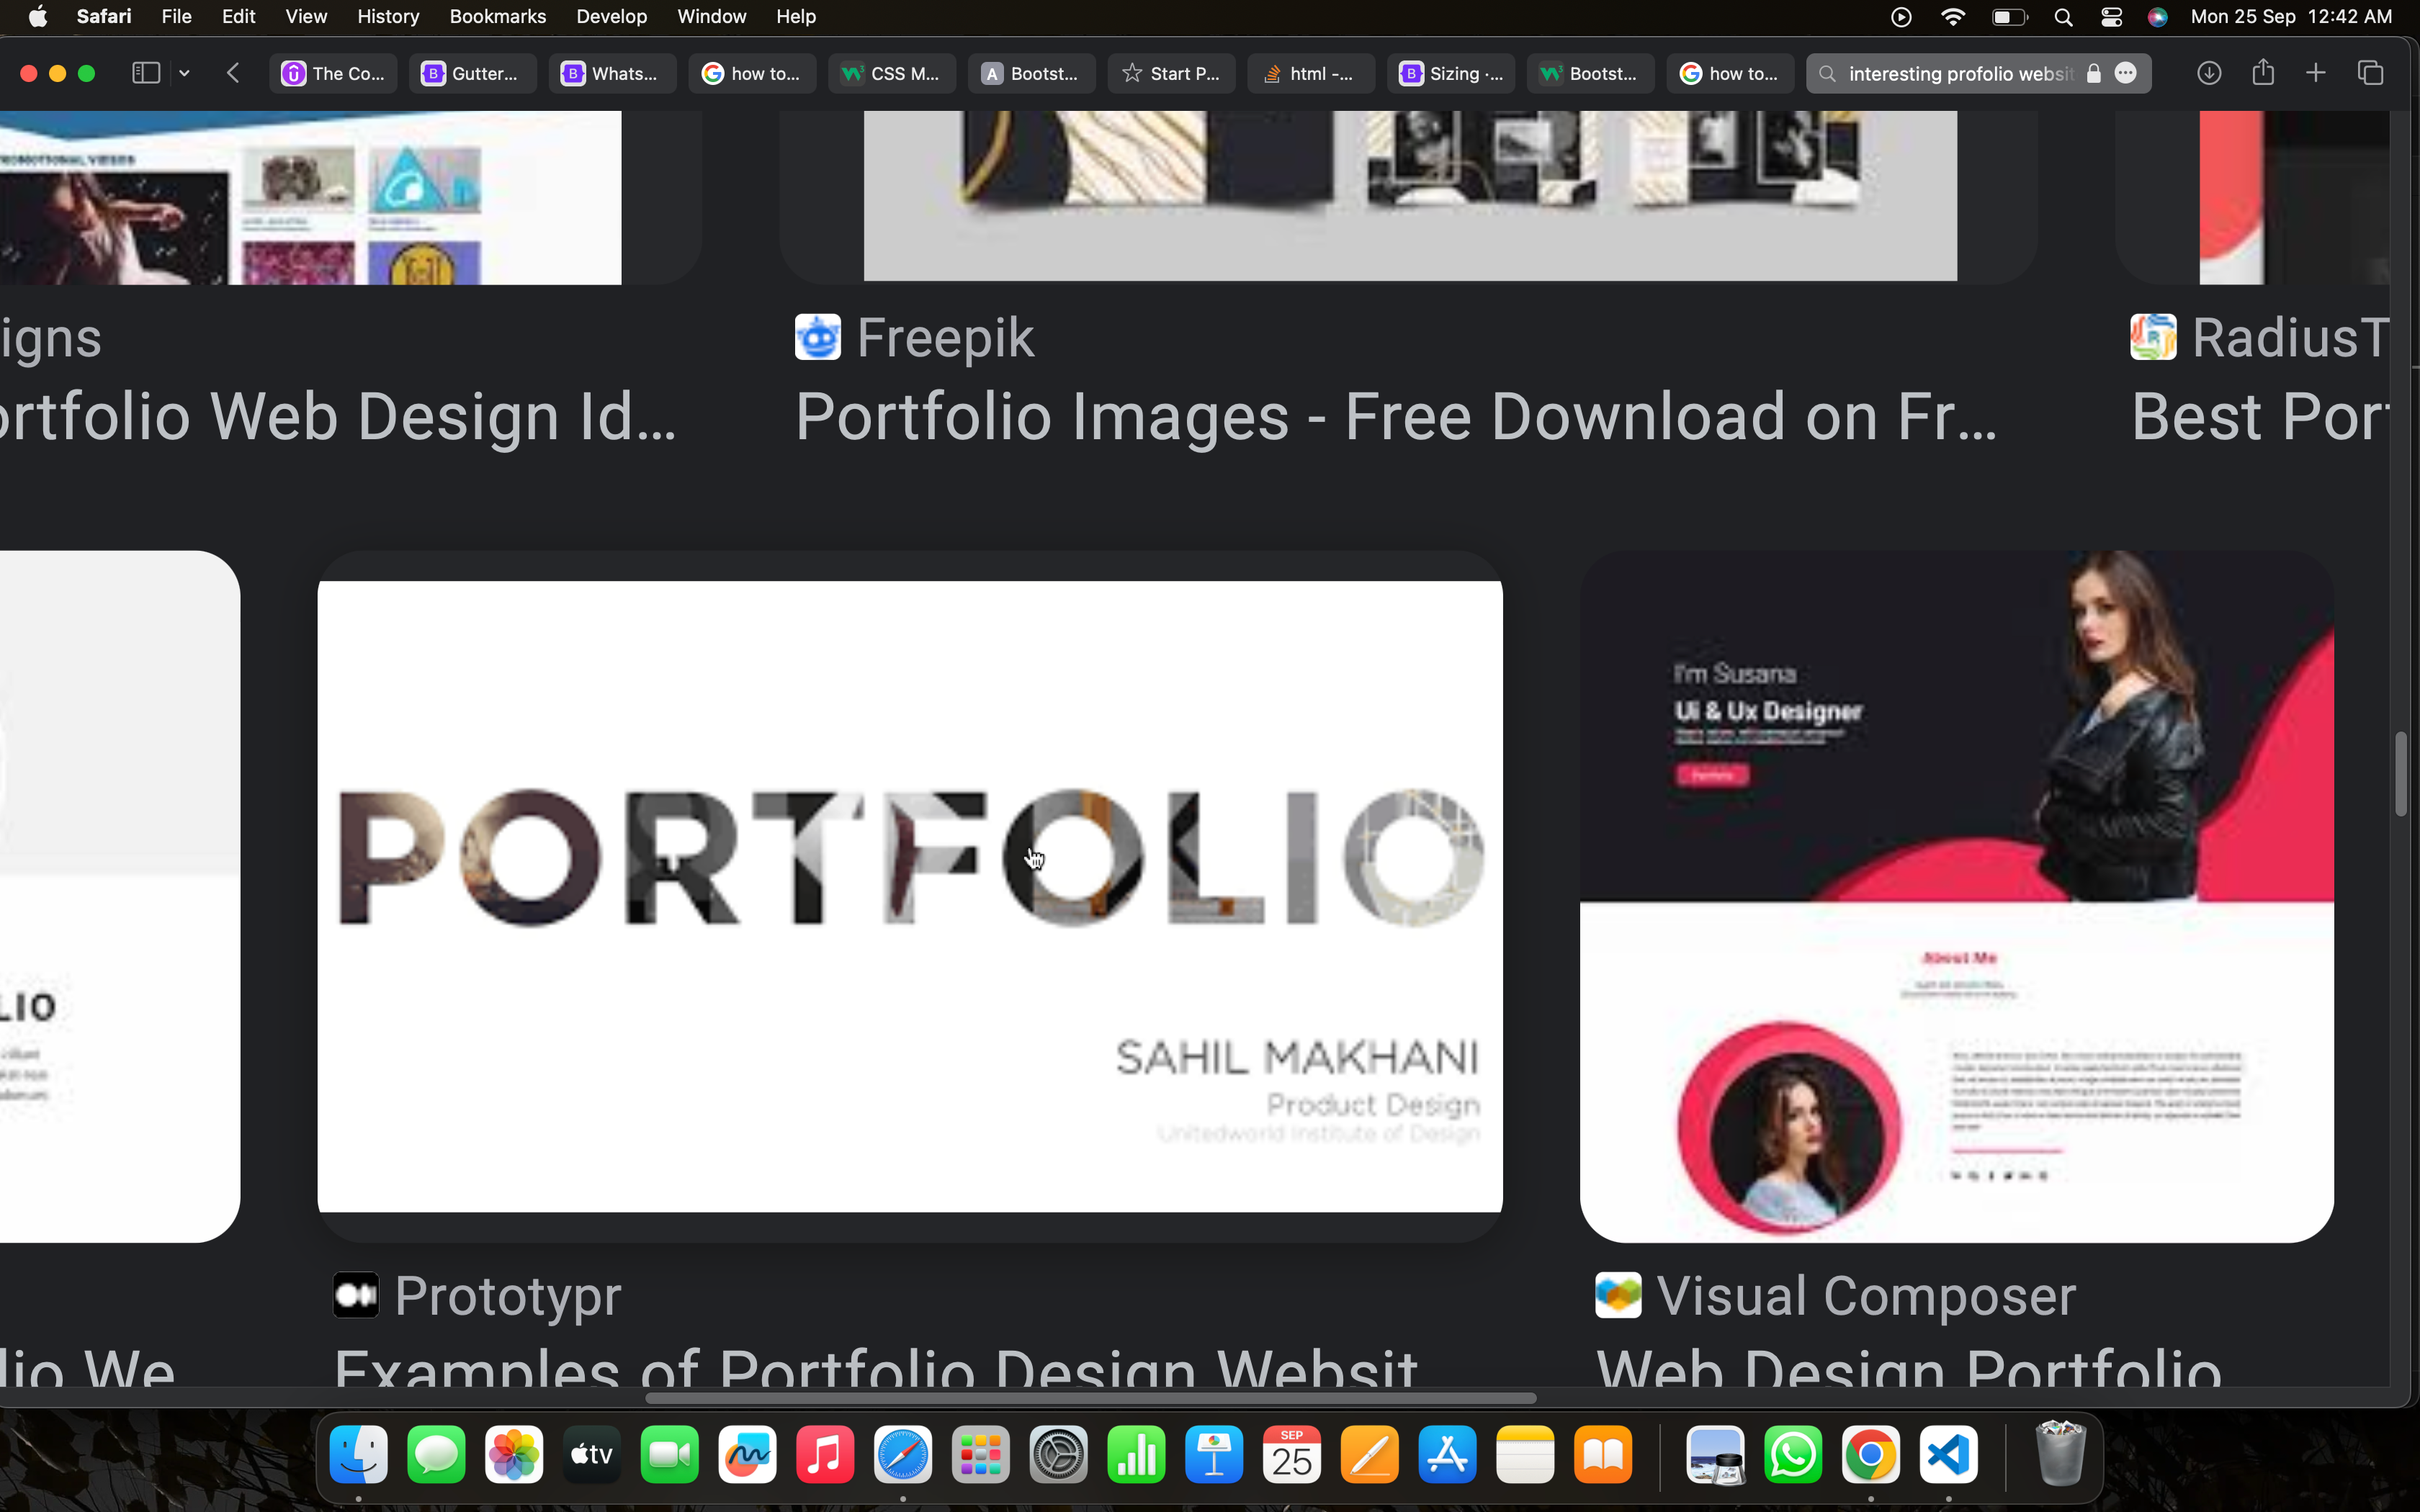 Safari File Edit View History Bookmarks Develop Window Help Mon 25 Sep 12:42 AM
The Co... Gutter... Whats... how to... CSS M... Bootst... Start P... html -... Sizing ·... Bootst... how to... interesting profolio websit
PROMOTIONAL VIDEOS
igns
ortfolio Web Design Id...
Freepik
Portfolio Images - Free Download on Fr...
RadiusT
Best Por
LIO
PORTFOLIO
SAHIL MAKHANI
Product Design
Unitedworld Institute of Design
I'm Susana
Ui & Ux Designer
Portfolio
About Me
lio We
Prototypr
Examples of Portfolio Design Websit
Visual Composer
Web Design Portfolio
tv
SEP
25